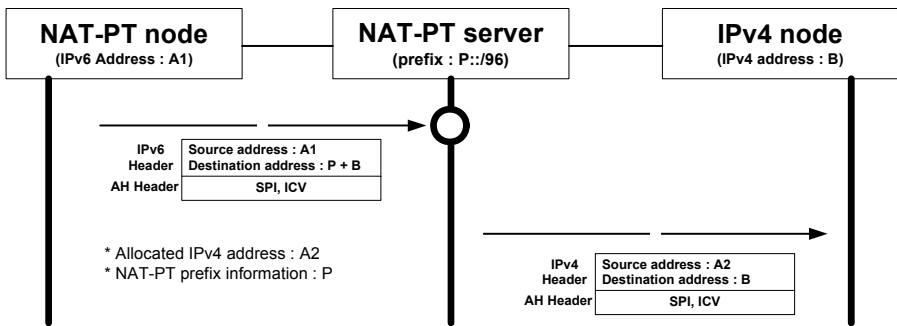 NAT-PT node
(IPv6 Address : A1)
NAT-PT server
(prefix : P::/96)
IPv4 node
(IPv4 address : B)
IPv6
Header
Source address : A1
Destination address : P + B
AH Header
SPI, ICV
* Allocated IPv4 address : A2
* NAT-PT prefix information : P
IPv4
Header
Source address : A2
Destination address : B
AH Header
SPI, ICV